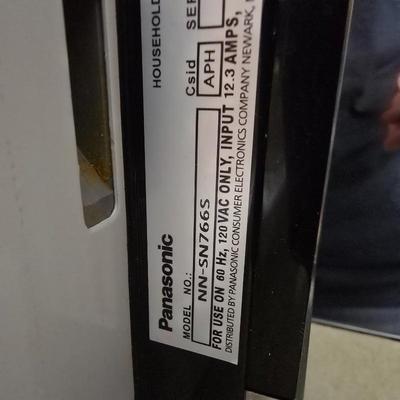 HOUSEHOLD
Panasonic
Csid APH SER
MODEL NO.: NN-SN766S
FOR USE ON 60 Hz, 120 VAC ONLY, INPUT 12.3 AMPS,
DISTRIBUTED BY PANASONIC CONSUMER ELECTRONICS COMPANY NEWARK,